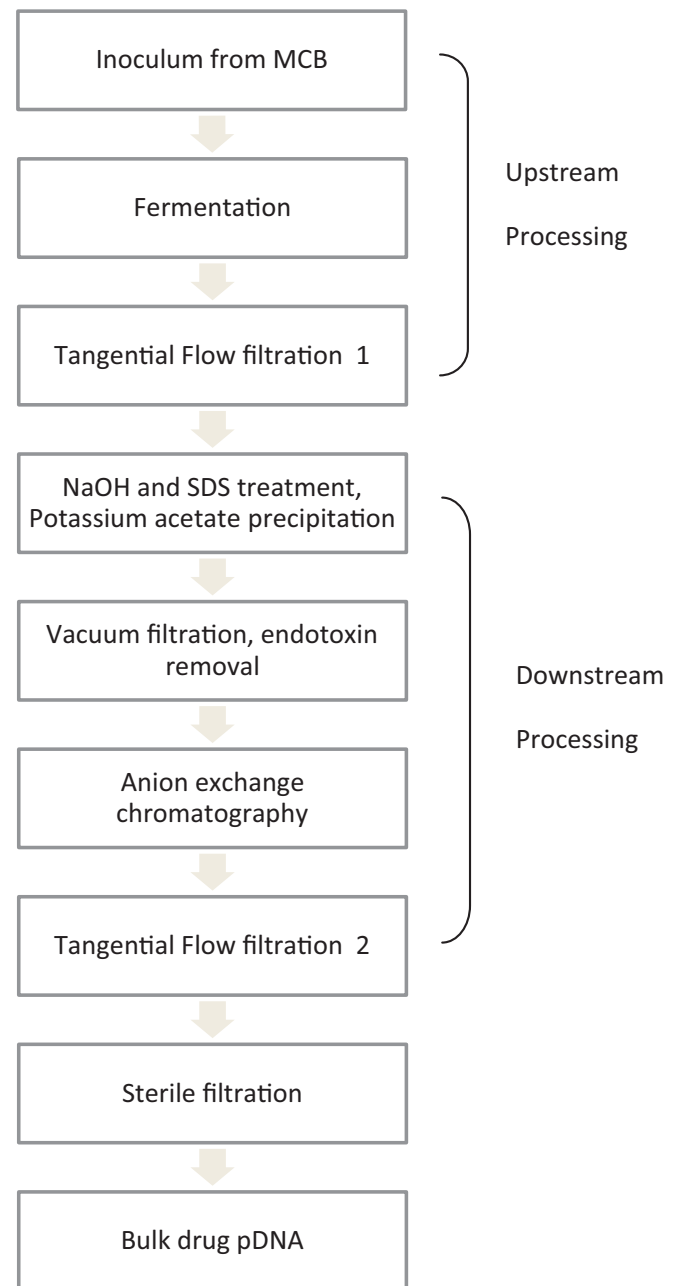 Inoculum from MCB
Fermentation
Upstream
Processing
Tangential Flow filtration 1
NaOH and SDS treatment,
Potassium acetate precipitation
Vacuum filtration, endotoxin
removal
Downstream
Processing
Anion exchange
chromatography
Tangential Flow filtration 2
Sterile filtration
Bulk drug pDNA